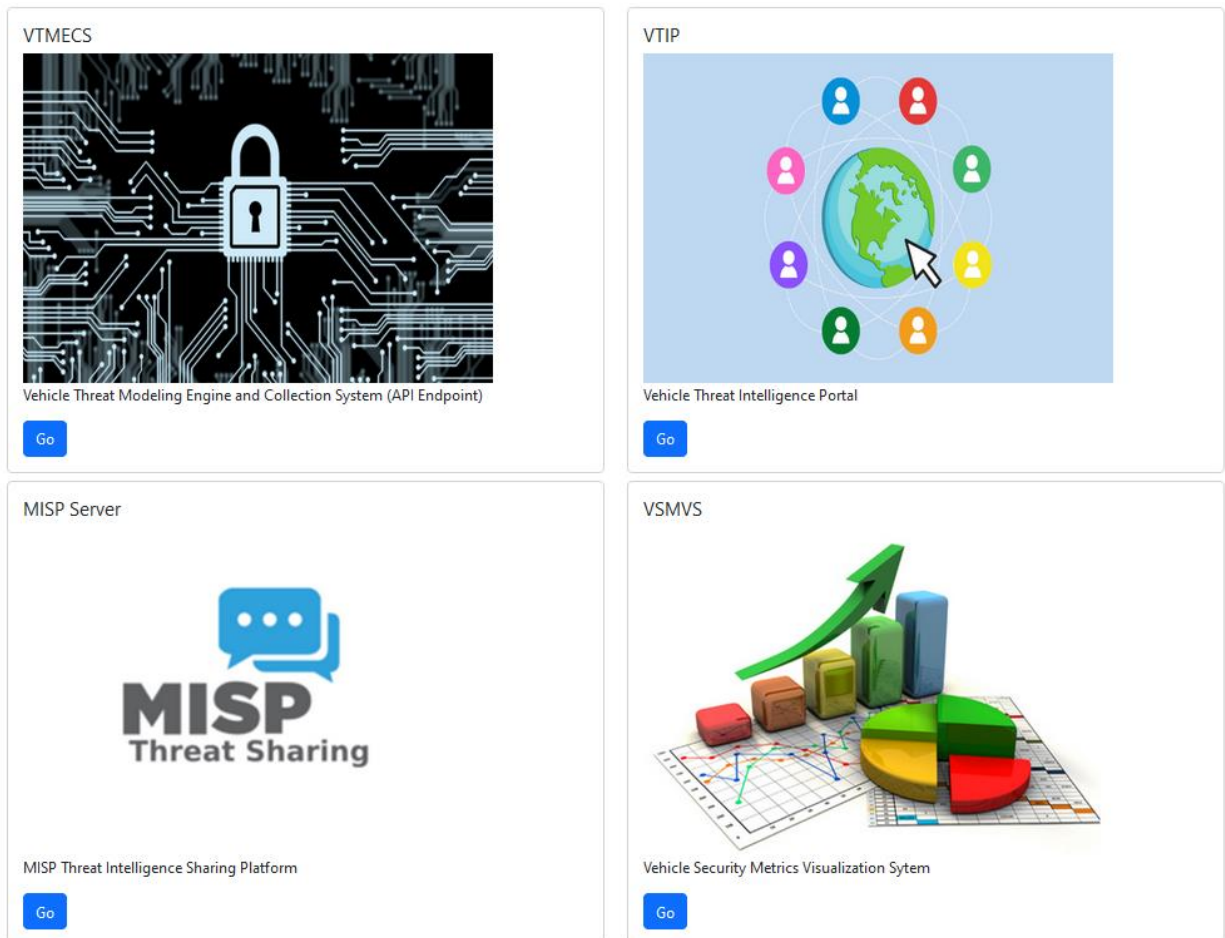 VTMECS
Vehicle Threat Modeling Engine and Collection System (API Endpoint)
Go
VTIP
Vehicle Threat Intelligence Portal
Go
MISP Server
MISP
Threat Sharing
MISP Threat Intelligence Sharing Platform
Go
VSMVS
Vehicle Security Metrics Visualization Sytem
Go